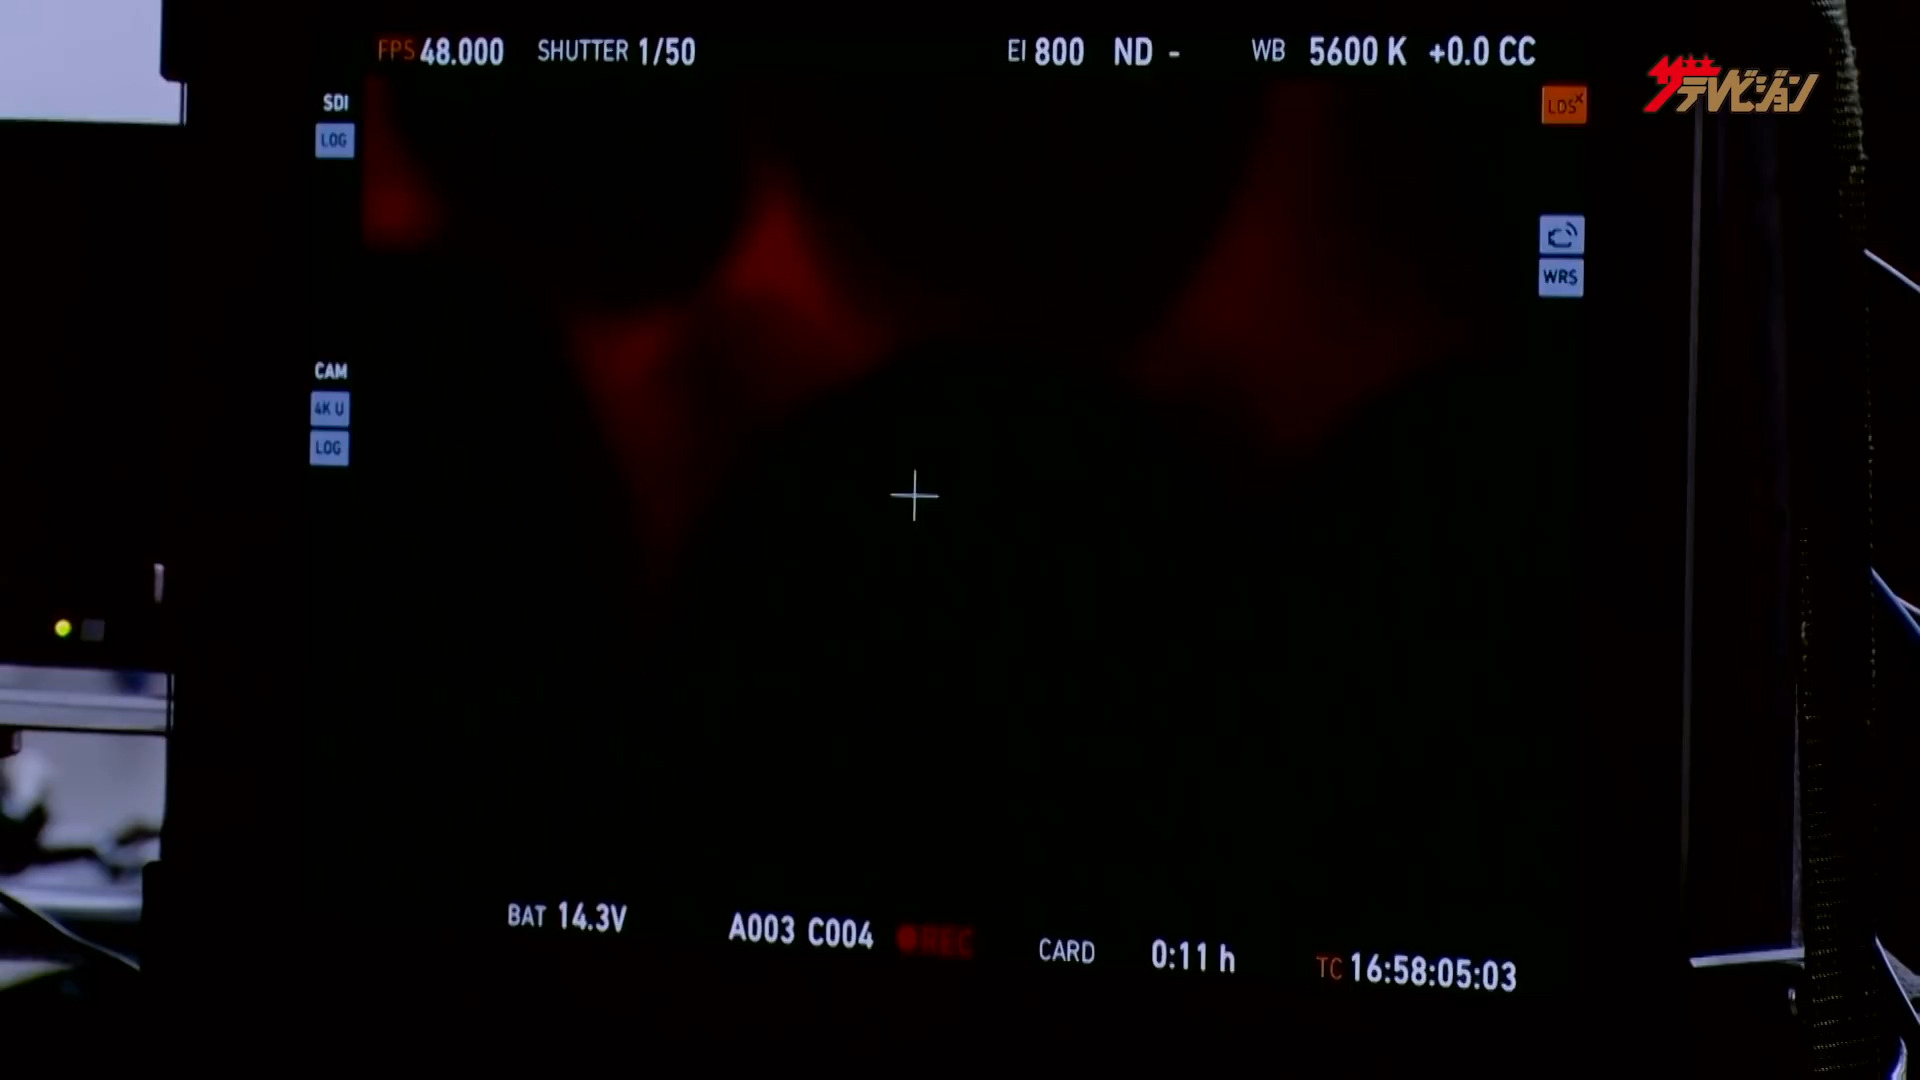 FPS 48.000 SHUTTER 1/50 EI 800 ND - WB 5600 K +0.0 CC
ザテレビジョン
SDI
LOG
LDS
WRS
CAM
4K U
LOG
BAT 14.3V A003 C004 REC CARD 0:11 h TC 16:58:05:03